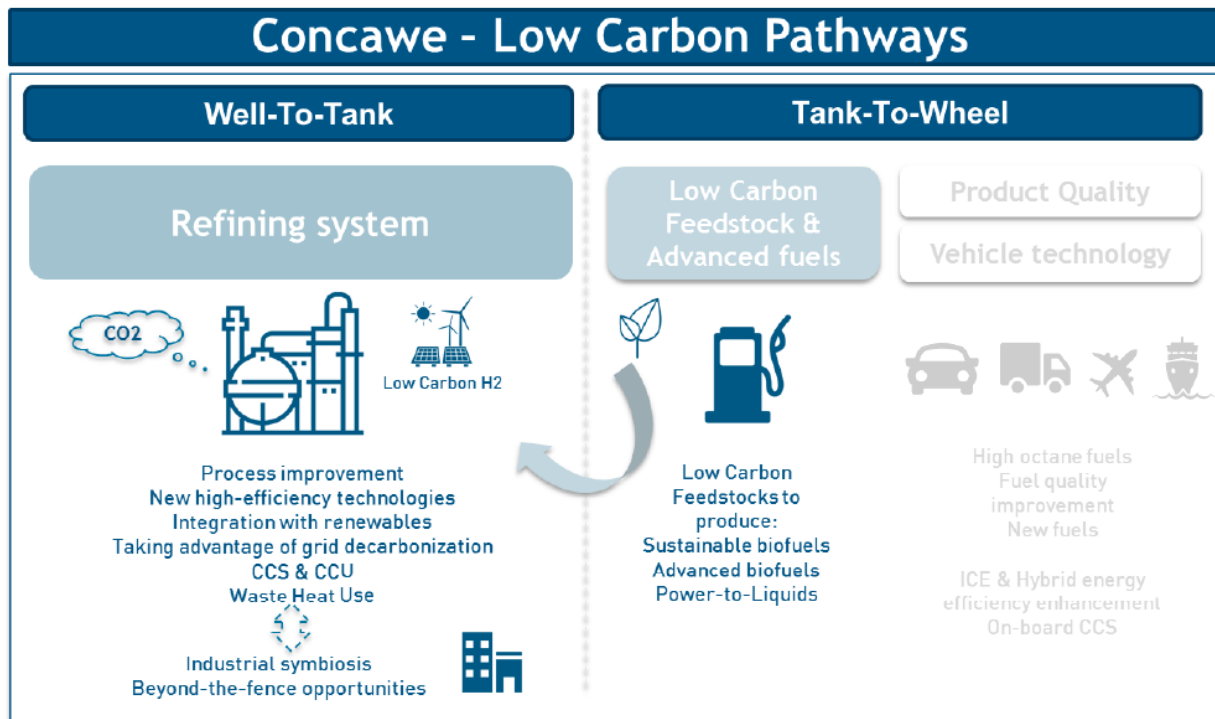 Concawe - Low Carbon Pathways
Well-To-Tank
Refining system
CO2
Low Carbon H2
Process improvement
New high-efficiency technologies
Integration with renewables
Taking advantage of grid decarbonization
CCS & CCU
Waste Heat Use
Industrial symbiosis
Beyond-the-fence opportunities
Tank-To-Wheel
Low Carbon
Feedstock &
Advanced fuels
Low Carbon
Feedstocks to
produce:
Sustainable biofuels
Advanced biofuels
Power-to-Liquids
Product Quality
Vehicle technology
High octane fuels
Fuel quality
improvement
New fuels
ICE & Hybrid energy
efficiency enhancement
On-board CCS